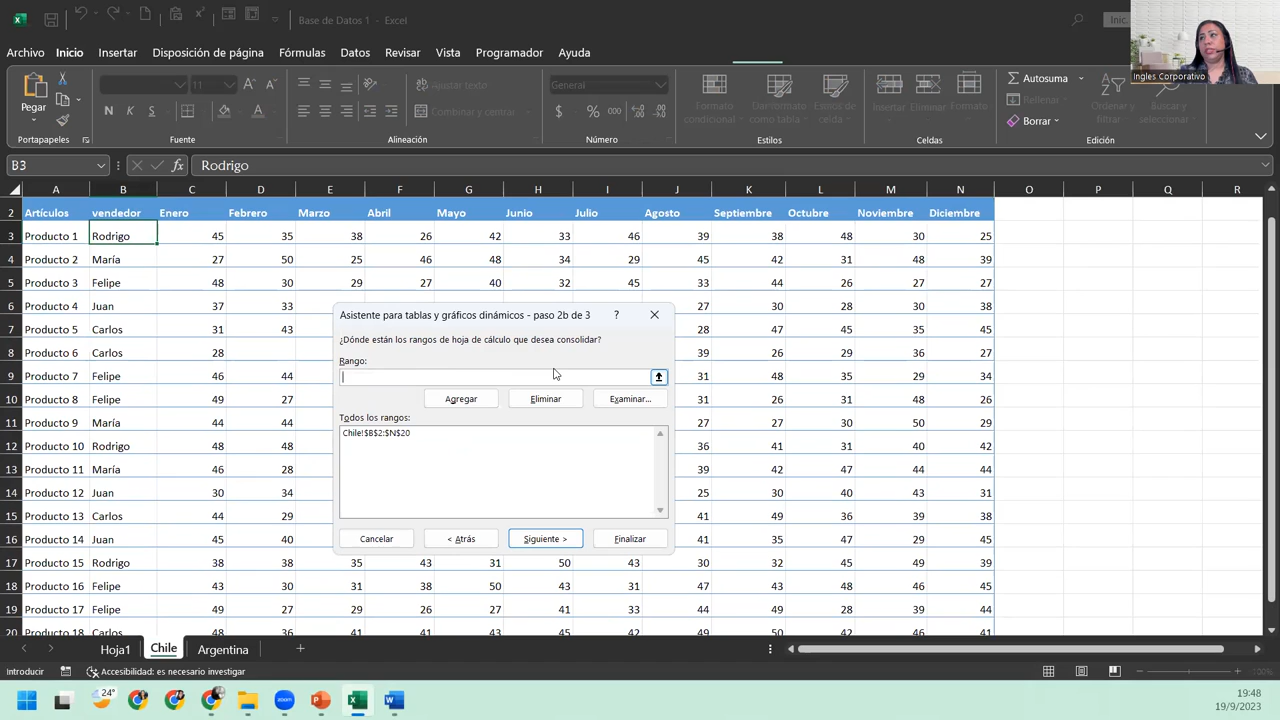 Base de Datos 1 - Excel
Inic
Archivo Inicio Insertar Disposición de página Fórmulas Datos Revisar Vista Programador Ayuda
Ingles Corporativo
Pegar
11
Ajustar texto
General
Formato condicional
Dar formato como tabla
Estilos de celda
Insertar Eliminar Formato
Autosuma
Rellenar
Borrar
Ordenar y filtrar
Buscar y seleccionar
N K S
Combinar y centrar
$ % 000
Portapapeles Fuente Alineación Número Estilos Celdas Edición
B3 fx Rodrigo
A B C D E F G H I J K L M N O P Q R
2 Artículos vendedor Enero Febrero Marzo Abril Mayo Junio Julio Agosto Septiembre Octubre Noviembre Diciembre
3 Producto 1 Rodrigo 45 35 38 26 42 33 46 39 38 48 30 25
4 Producto 2 María 27 50 25 46 48 34 29 45 42 31 48 39
5 Producto 3 Felipe 48 30 29 27 40 32 45 33 44 26 27 27
6 Producto 4 Juan 37 33 27 30 28 30 38
7 Producto 5 Carlos 31 43 28 47 45 35 45
8 Producto 6 Carlos 28 39 26 29 36 27
9 Producto 7 Felipe 46 44 31 48 35 29 34
10 Producto 8 Felipe 49 27 31 26 31 48 26
11 Producto 9 María 44 44 27 30 31 50 29
12 Producto 10 Rodrigo 48 48 36 41 31 40 42
13 Producto 11 María 46 28 39 42 47 44 44
14 Producto 12 Juan 30 34 25 30 40 43 31
15 Producto 13 Carlos 44 29 41 49 36 39 38
16 Producto 14 Juan 45 40 41 35 47 29 45
17 Producto 15 Rodrigo 38 38 35 43 31 50 43 30 32 45 49 39
18 Producto 16 Felipe 43 30 31 38 50 43 31 47 43 48 46 45
19 Producto 17 Felipe 49 27 29 26 27 41 33 44 49 28 39 44
20 Producto 18 Carlos 48 36 41 41 43 45 42 49 50 42 46 41
Asistente para tablas y gráficos dinámicos - paso 2b de 3 ?
¿Dónde están los rangos de hoja de cálculo que desea consolidar?
Rango:
Agregar Eliminar Examinar...
Todos los rangos:
Chile!$B$2:$N$20
Cancelar < Atrás Siguiente > Finalizar
Hoja1 Chile Argentina
Introducir Accesibilidad: es necesario investigar
100%
24°
zoom
19:48
19/9/2023